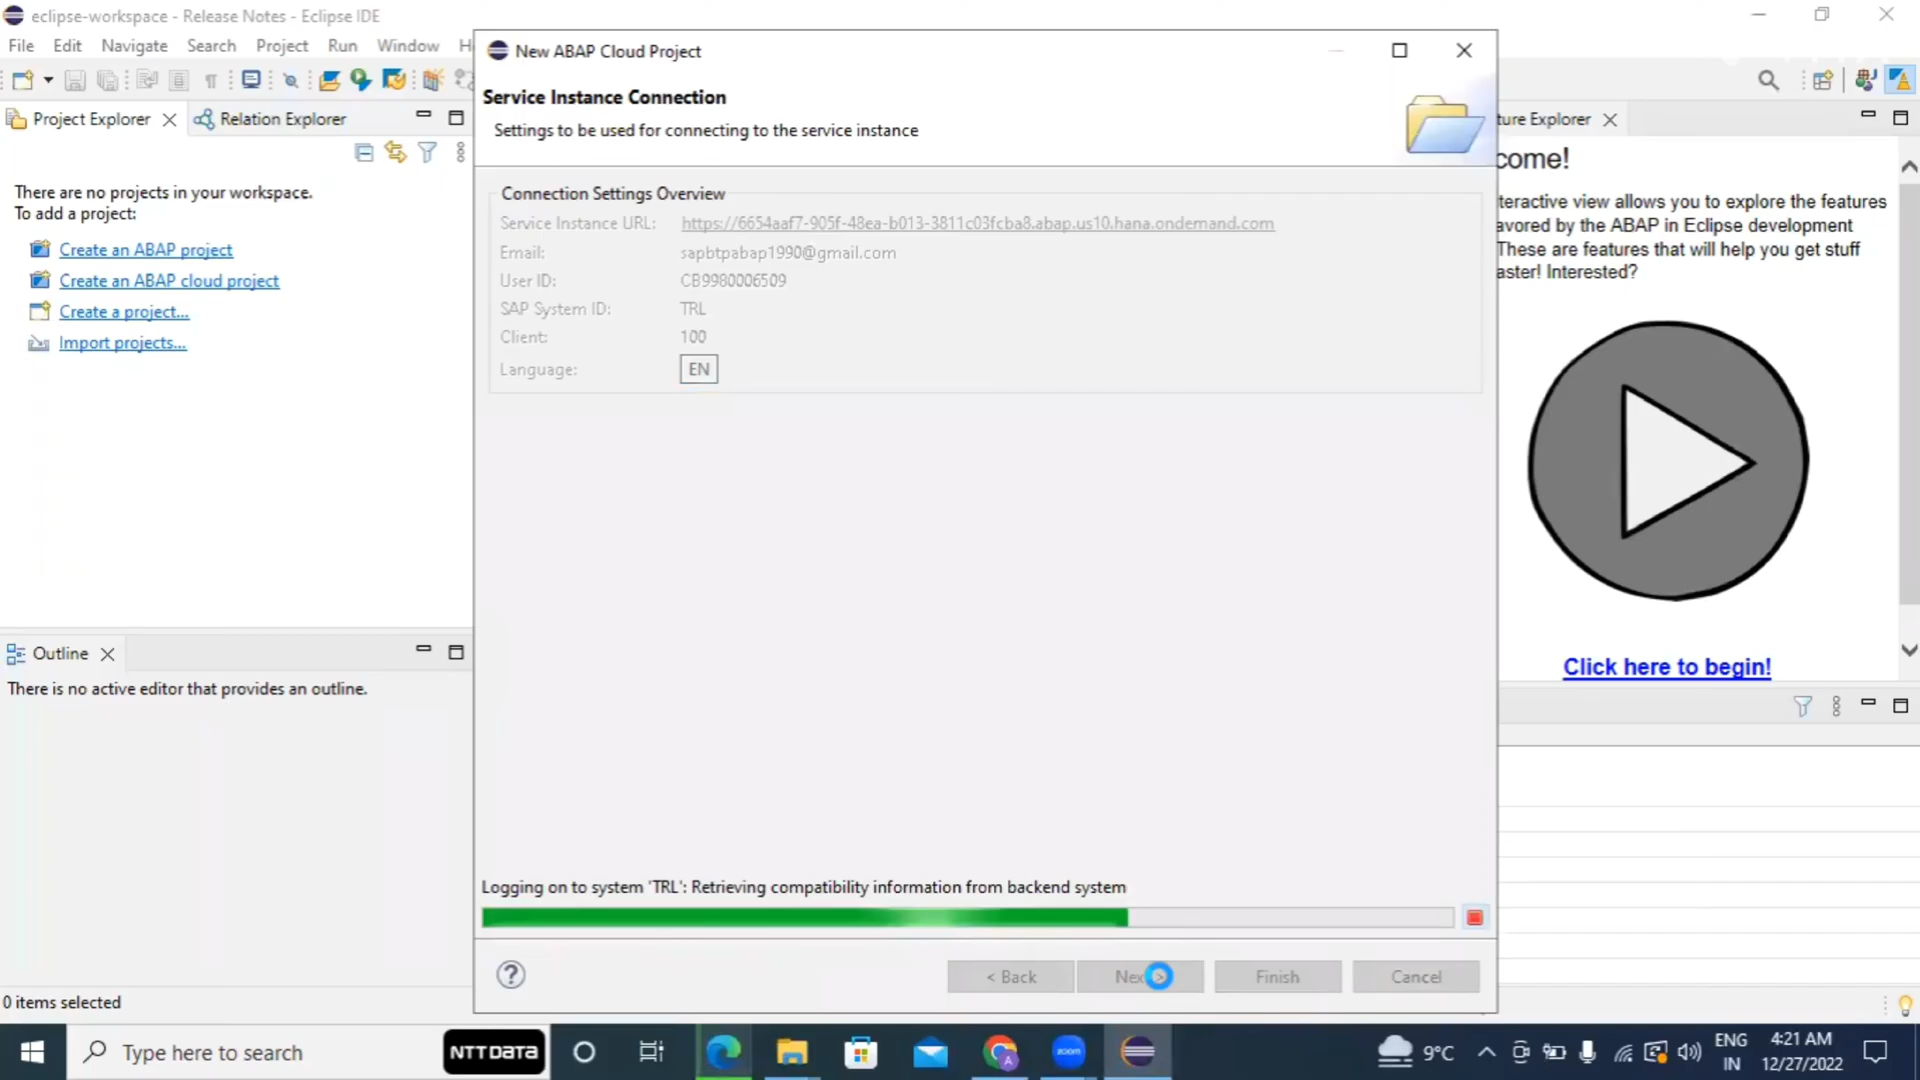 eclipse-workspace - Release Notes - Eclipse IDE
File Edit Navigate Search Project Run Window
Project Explorer
Relation Explorer
There are no projects in your workspace.
To add a project:
Create an ABAP project
Create an ABAP cloud project
Create a project...
Import projects...
Outline
There is no active editor that provides an outline.
0 items selected
New ABAP Cloud Project
Service Instance Connection
Settings to be used for connecting to the service instance
Connection Settings Overview
Service Instance URL: https://6654aaf7-905f-48ea-b013-3811c03fcba8.abap.us10.hana.ondemand.com
Email: sapbtpabap1990@gmail.com
User ID: CB9980006509
SAP System ID: TRL
Client: 100
Language: EN
Logging on to system 'TRL': Retrieving compatibility information from backend system
< Back
Nex >
Finish
Cancel
ture Explorer
come!
teractive view allows you to explore the features
avored by the ABAP in Eclipse development
These are features that will help you get stuff
aster! Interested?
Click here to begin!
Type here to search
NTT DATA
zoom
9°C
ENG
IN
4:21 AM
12/27/2022